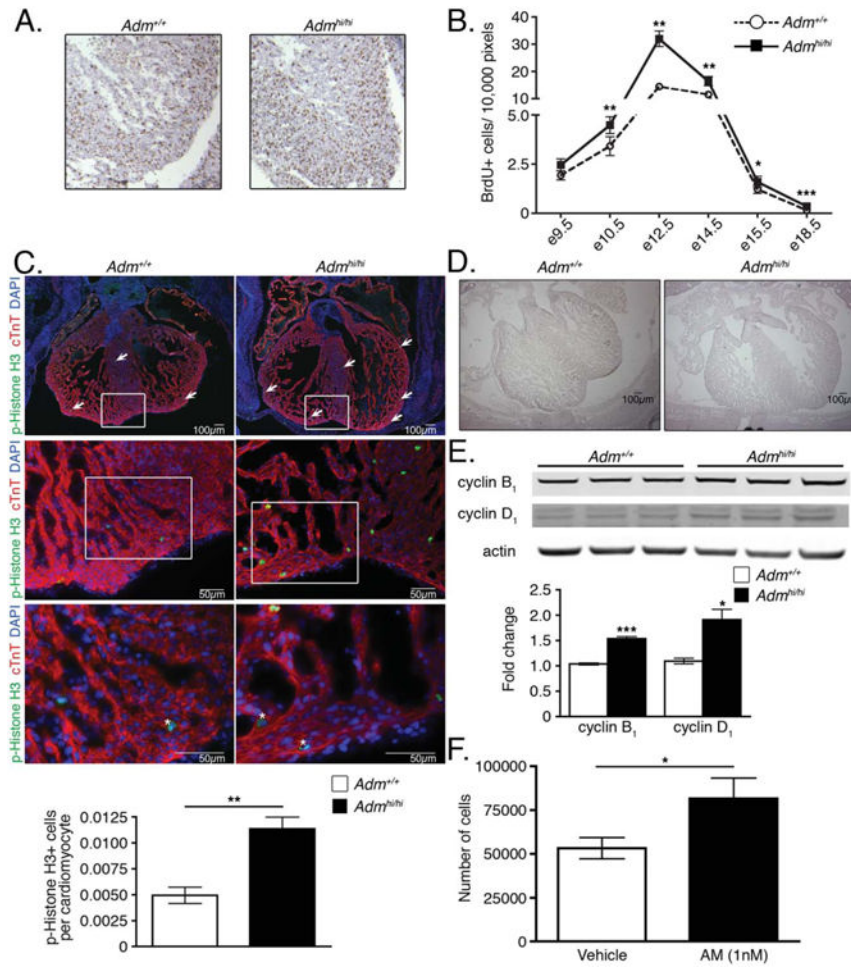 A.
Adm+/+
Admhi/hi
B.
BrdU+ cells/ 10,000 pixels
40
30
20
10
5.0
2.5
0
e9.5
e10.5
e12.5
e14.5
e15.5
e18.5
**
**
**
*
***
Adm+/+
Admhi/hi
C.
Adm+/+
Admhi/hi
p-Histone H3 cTnT DAPI
100µm
100µm
p-Histone H3 cTnT DAPI
50µm
50µm
p-Histone H3 cTnT DAPI
*
*
*
50µm
50µm
Adm+/+
Admhi/hi
p-Histone H3+ cells
per cardiomyocyte
0.0125
0.0100
0.0075
0.0050
0.0025
0
**
D.
Adm+/+
Admhi/hi
100µm
100µm
E.
Adm+/+
Admhi/hi
cyclin B1
cyclin D1
actin
Adm+/+
Admhi/hi
Fold change
2.5
2.0
1.5
1.0
0.5
0
***
*
cyclin B1
cyclin D1
F.
Number of cells
100000
75000
50000
25000
0
*
Vehicle
AM (1nM)